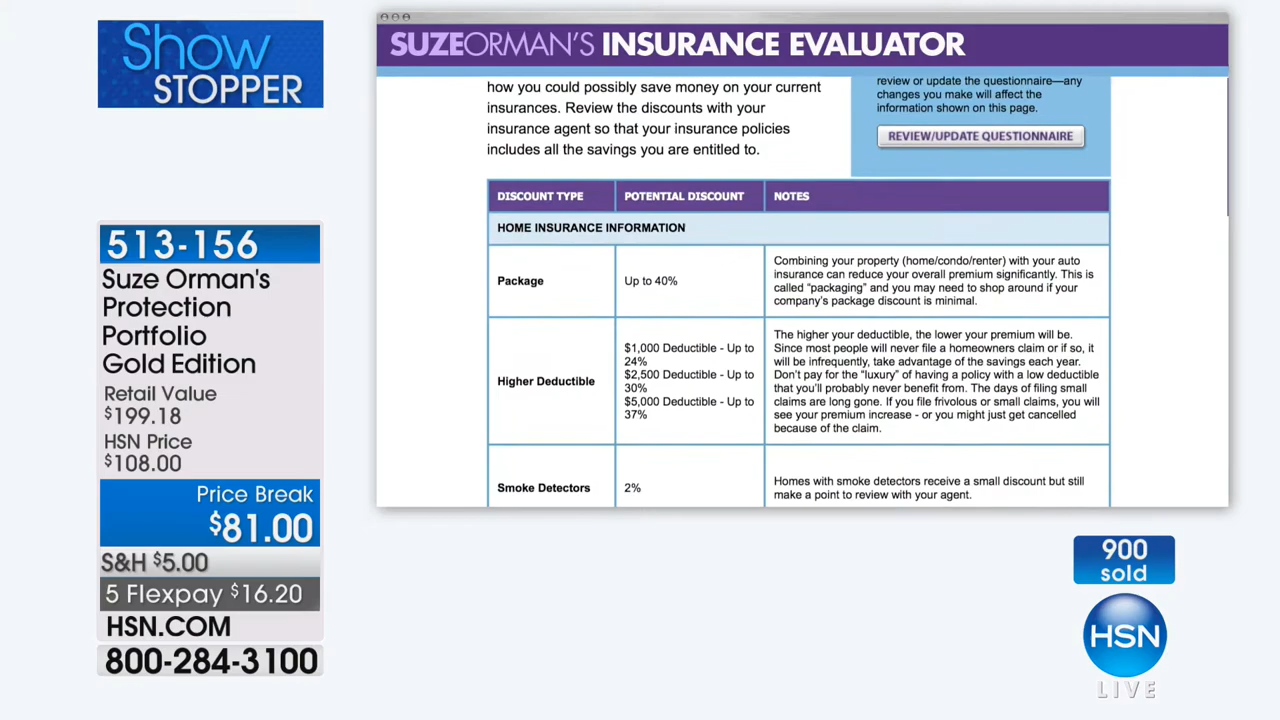 Show
STOPPER
513-156
Suze Orman's
Protection
Portfolio
Gold Edition
Retail Value
$199.18
HSN Price
$108.00
Price Break
$81.00
S&H $5.00
5 Flexpay $16.20
HSN.COM
800-284-3100
SUZEORMAN'S INSURANCE EVALUATOR
how you could possibly save money on your current
insurances. Review the discounts with your
insurance agent so that your insurance policies
includes all the savings you are entitled to.
review or update the questionnaire—any
changes you make will affect the
information shown on this page.
REVIEW/UPDATE QUESTIONNAIRE
DISCOUNT TYPE POTENTIAL DISCOUNT NOTES
HOME INSURANCE INFORMATION
Package
Up to 40%
Combining your property (home/condo/renter) with your auto
insurance can reduce your overall premium significantly. This is
called "packaging" and you may need to shop around if your
company's package discount is minimal.
Higher Deductible
$1,000 Deductible - Up to
24%
$2,500 Deductible - Up to
30%
$5,000 Deductible - Up to
37%
The higher your deductible, the lower your premium will be.
Since most people will never file a homeowners claim or if so, it
will be infrequently, take advantage of the savings each year.
Don't pay for the "luxury" of having a policy with a low deductible
that you'll probably never benefit from. The days of filing small
claims are long gone. If you file frivolous or small claims, you will
see your premium increase - or you might just get cancelled
because of the claim.
Smoke Detectors
2%
Homes with smoke detectors receive a small discount but still
make a point to review with your agent.
900
sold
HSN
LIVE